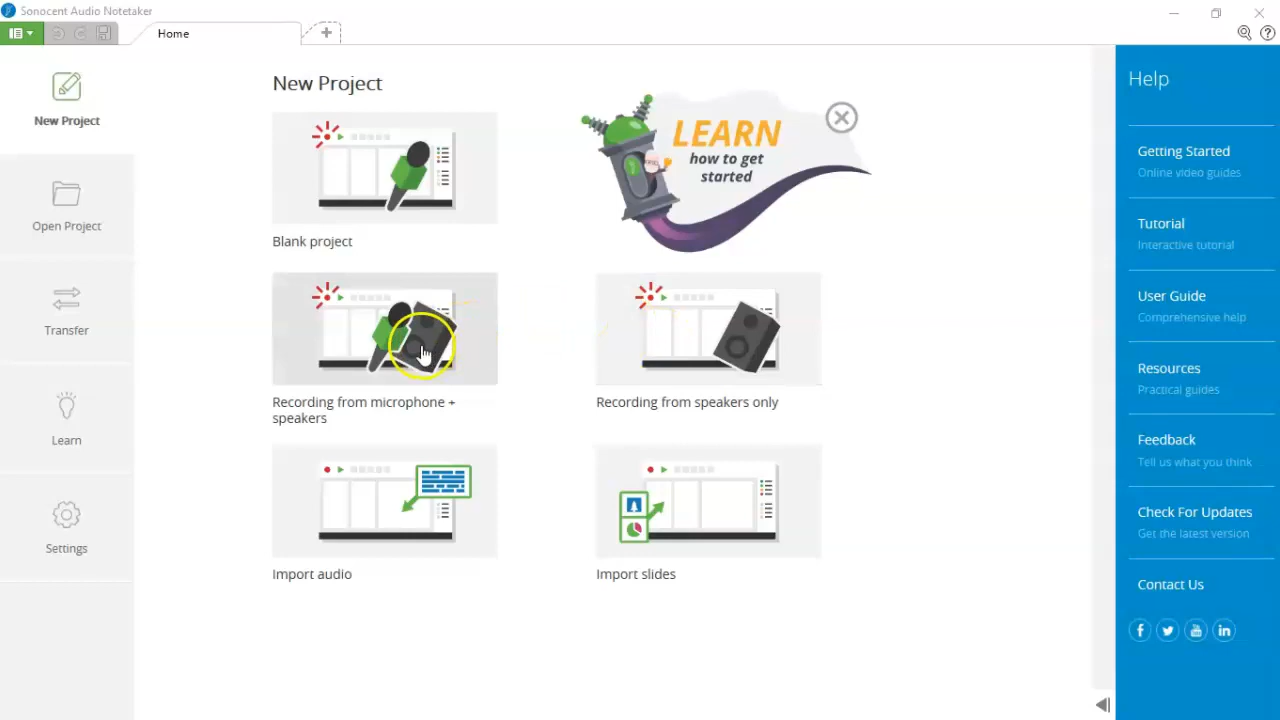 Sonocent Audio Notetaker
Home
New Project
Open Project
Transfer
Learn
Settings
New Project
Blank project
LEARN
how to get
started
Recording from microphone +
speakers
Recording from speakers only
Import audio
Import slides
Help
Getting Started
Online video guides
Tutorial
Interactive tutorial
User Guide
Comprehensive help
Resources
Practical guides
Feedback
Tell us what you think
Check For Updates
Get the latest version
Contact Us